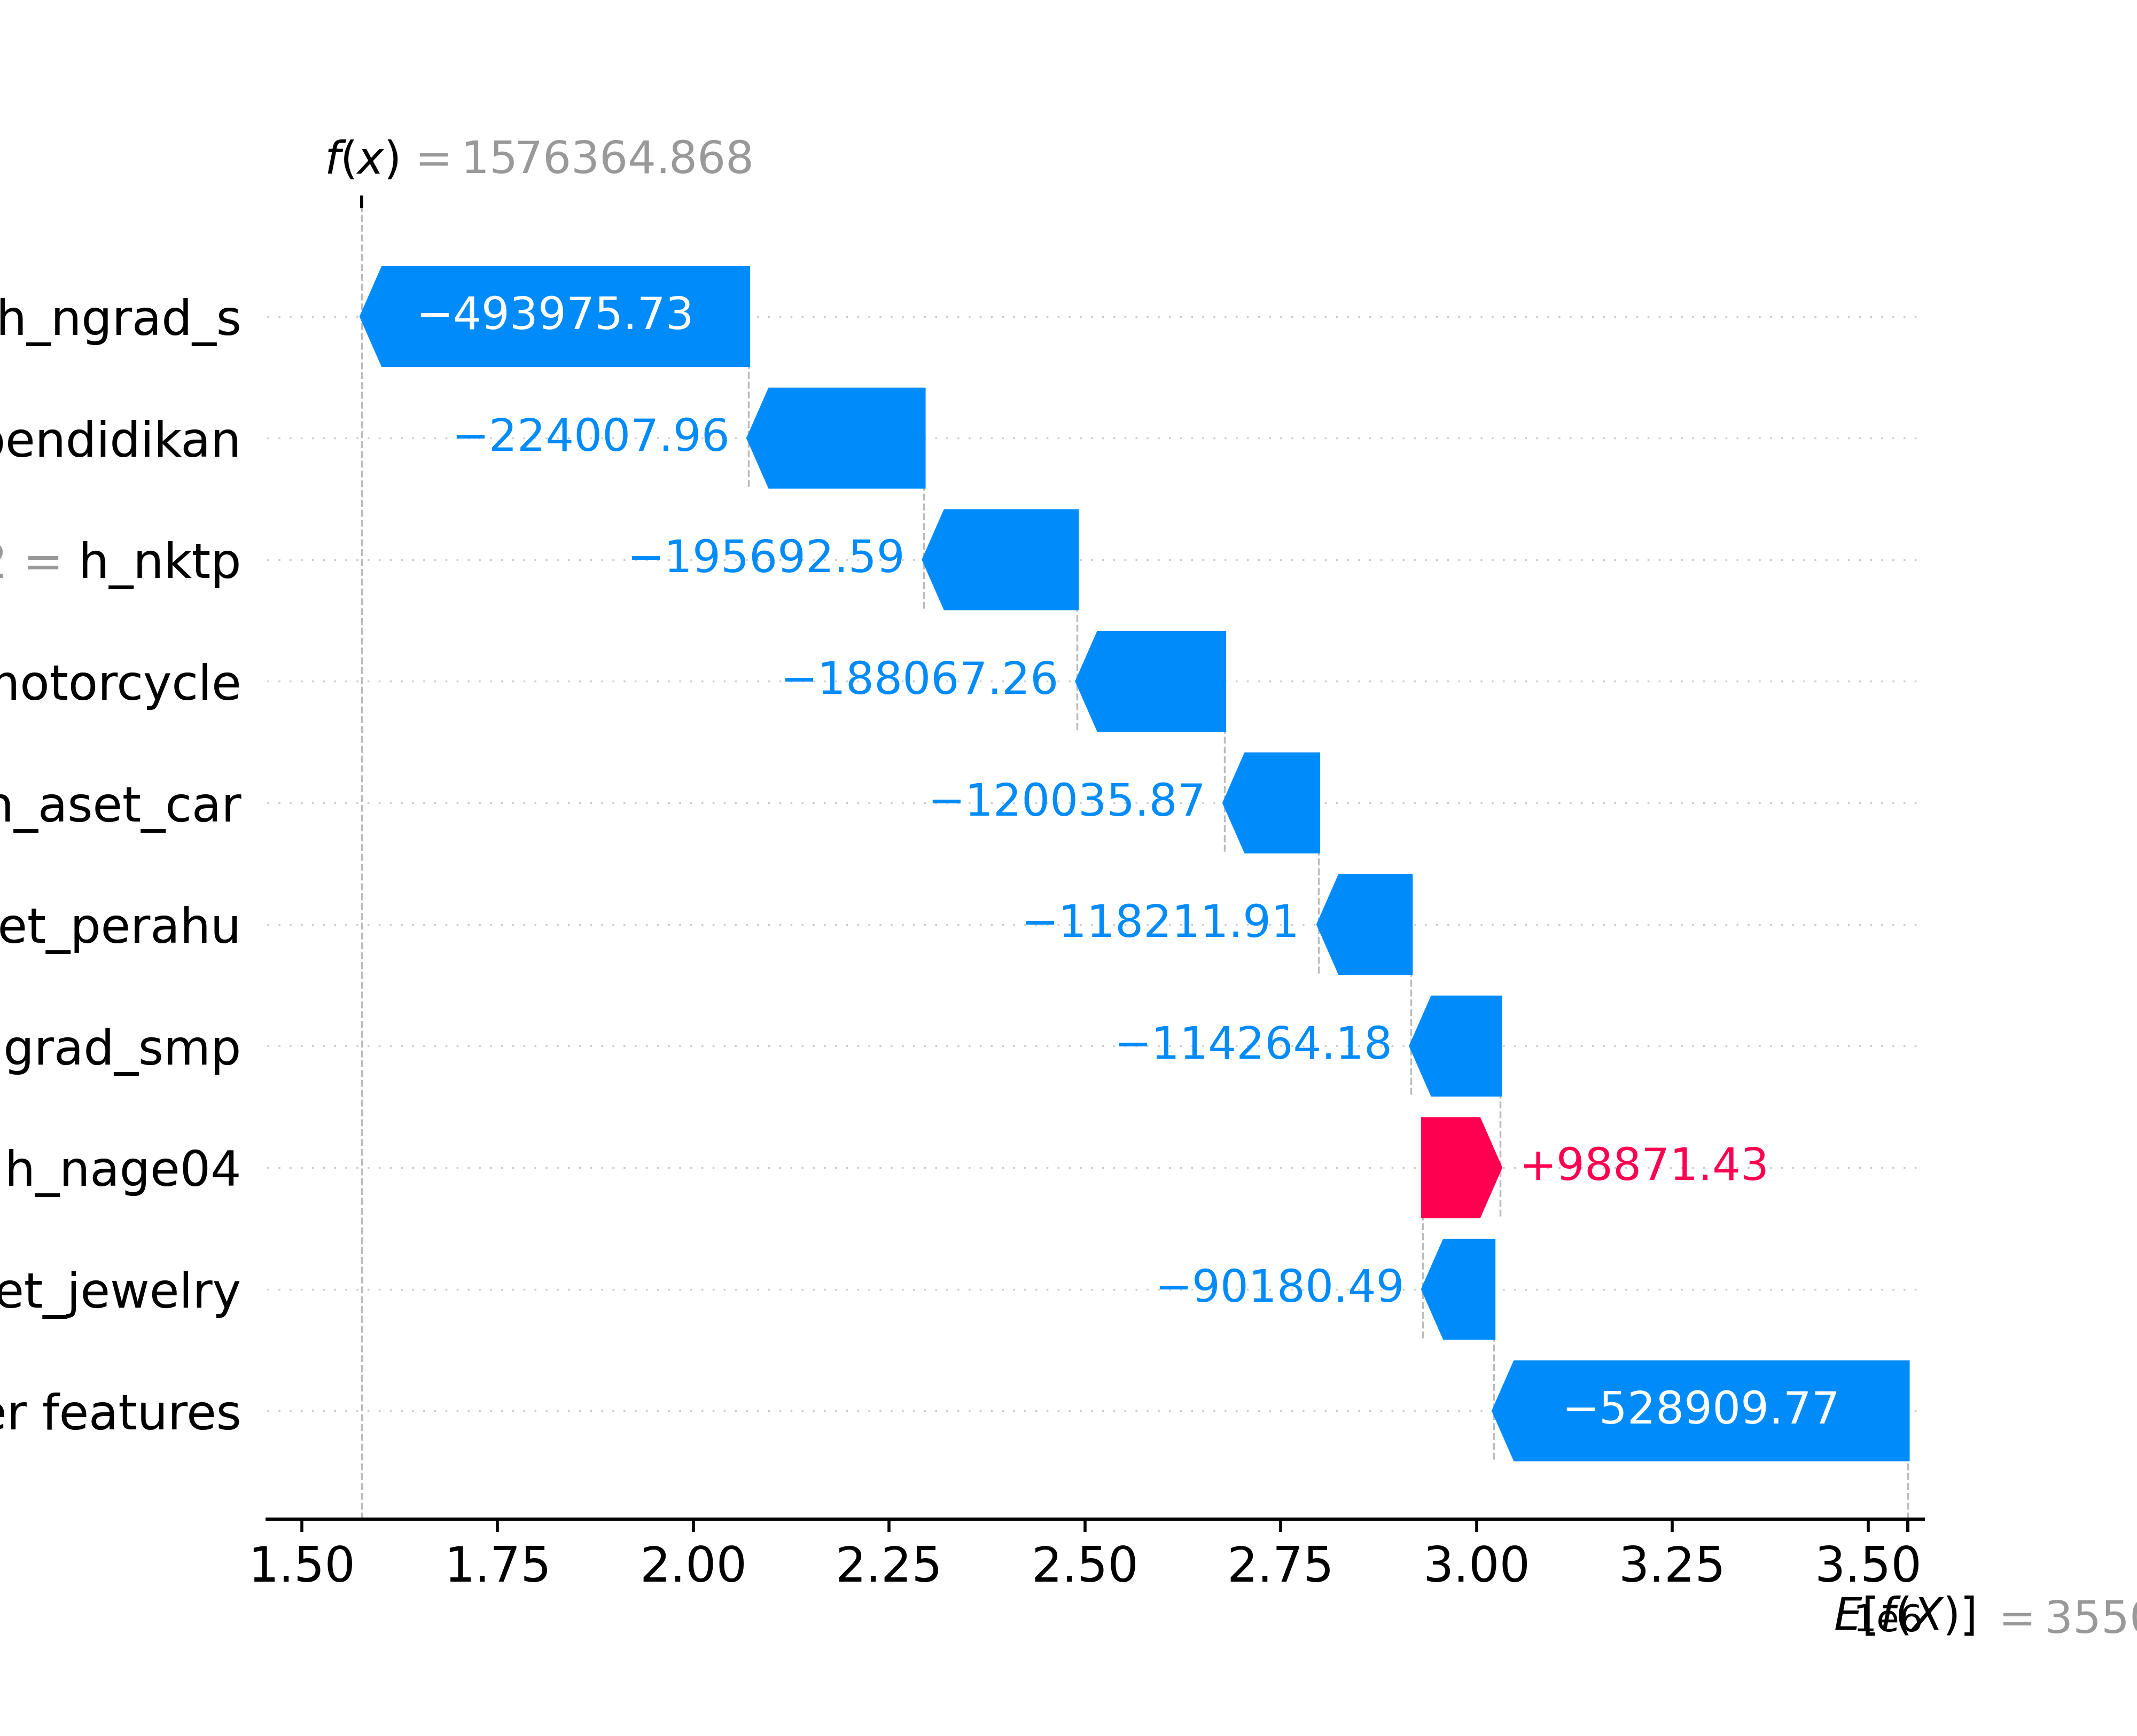 f(x) = 1576364.868
h_ngrad_s −493975.73
pendidikan −224007.96
= h_nktp −195692.59
motorcycle −188067.26
h_aset_car −120035.87
et_perahu −118211.91
grad_smp −114264.18
h_nage04 +98871.43
et_jewelry −90180.49
er features −528909.77
1.50 1.75 2.00 2.25 2.50 2.75 3.00 3.25 3.50
E[f(X)] = 3550
1e6